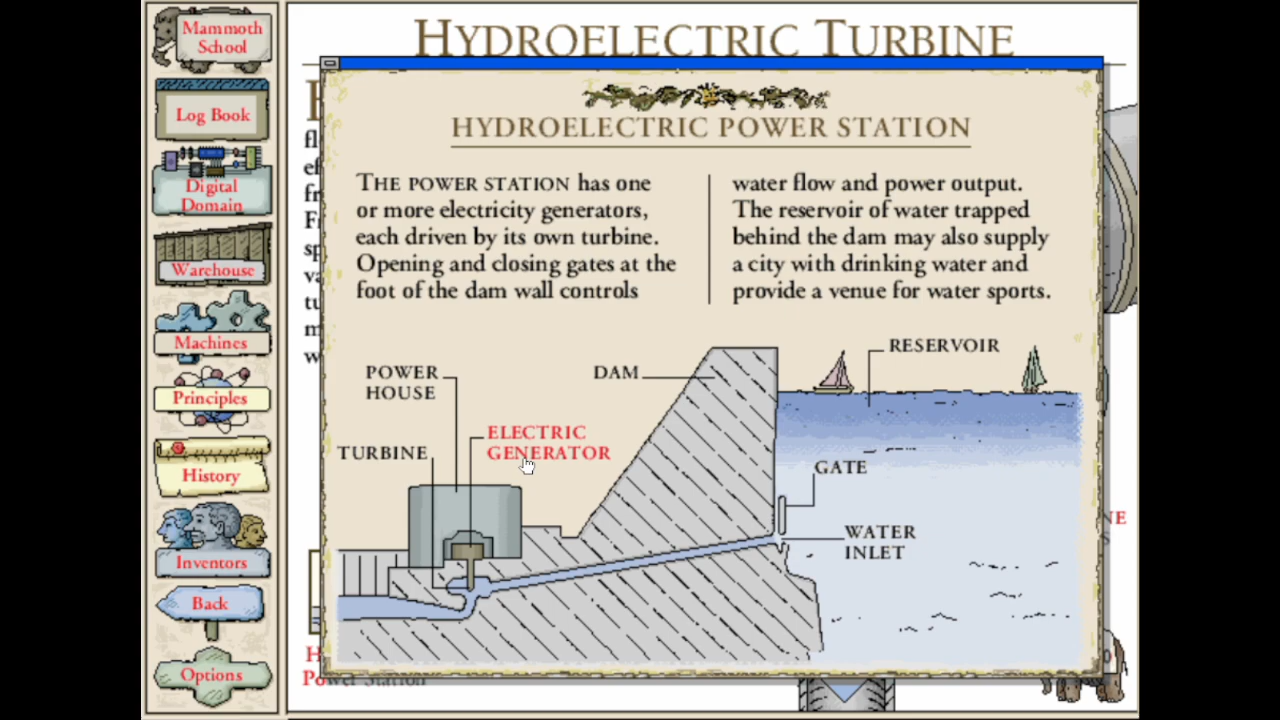 Mammoth
School
Log Book
Digital
Domain
Warehouse
Machines
Principles
History
Inventors
Back
Options
HYDROELECTRIC TURBINE
HYDROELECTRIC POWER STATION
THE POWER STATION has one
or more electricity generators,
each driven by its own turbine.
Opening and closing gates at the
foot of the dam wall controls
water flow and power output.
The reservoir of water trapped
behind the dam may also supply
a city with drinking water and
provide a venue for water sports.
RESERVOIR
POWER
HOUSE
DAM
ELECTRIC
GENERATOR
TURBINE
GATE
WATER
INLET
Power Station